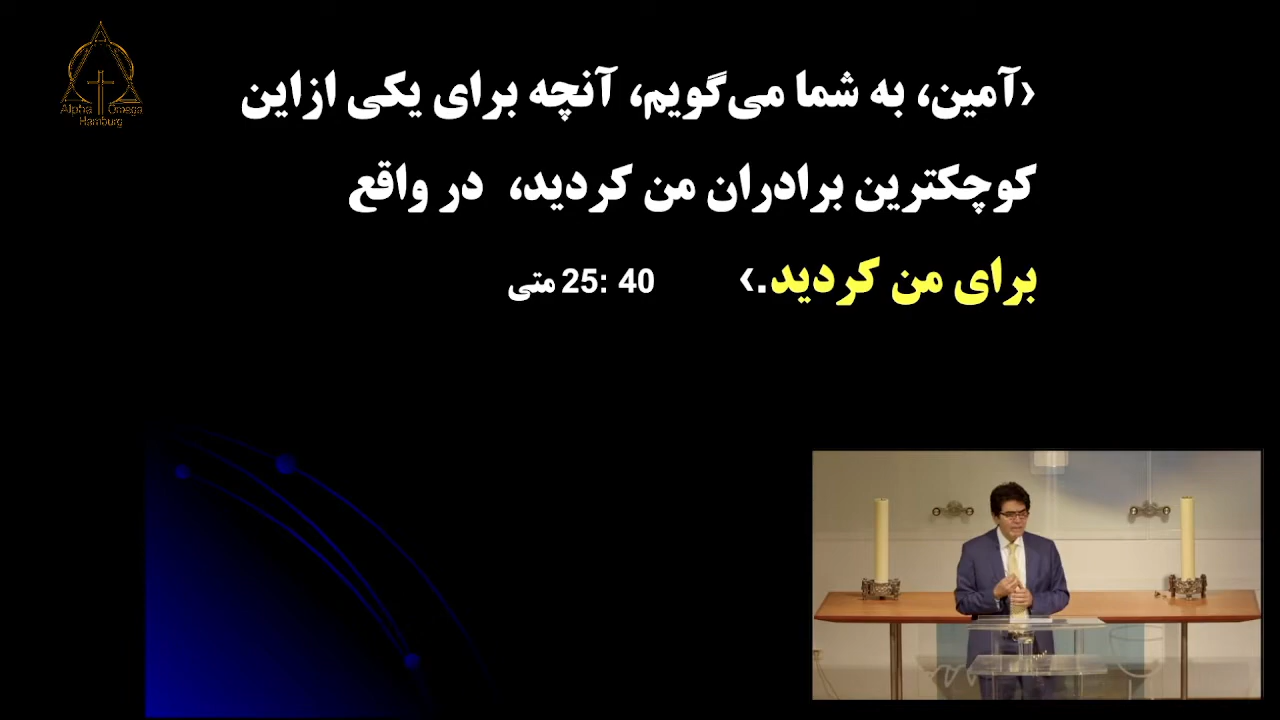 Alpha Omega
Hamburg
‹آمین، به شما می‌گویم، آنچه برای یکی ازاین
کوچکترین برادران من کردید، در واقع
برای من کردید.› متی 25: 40